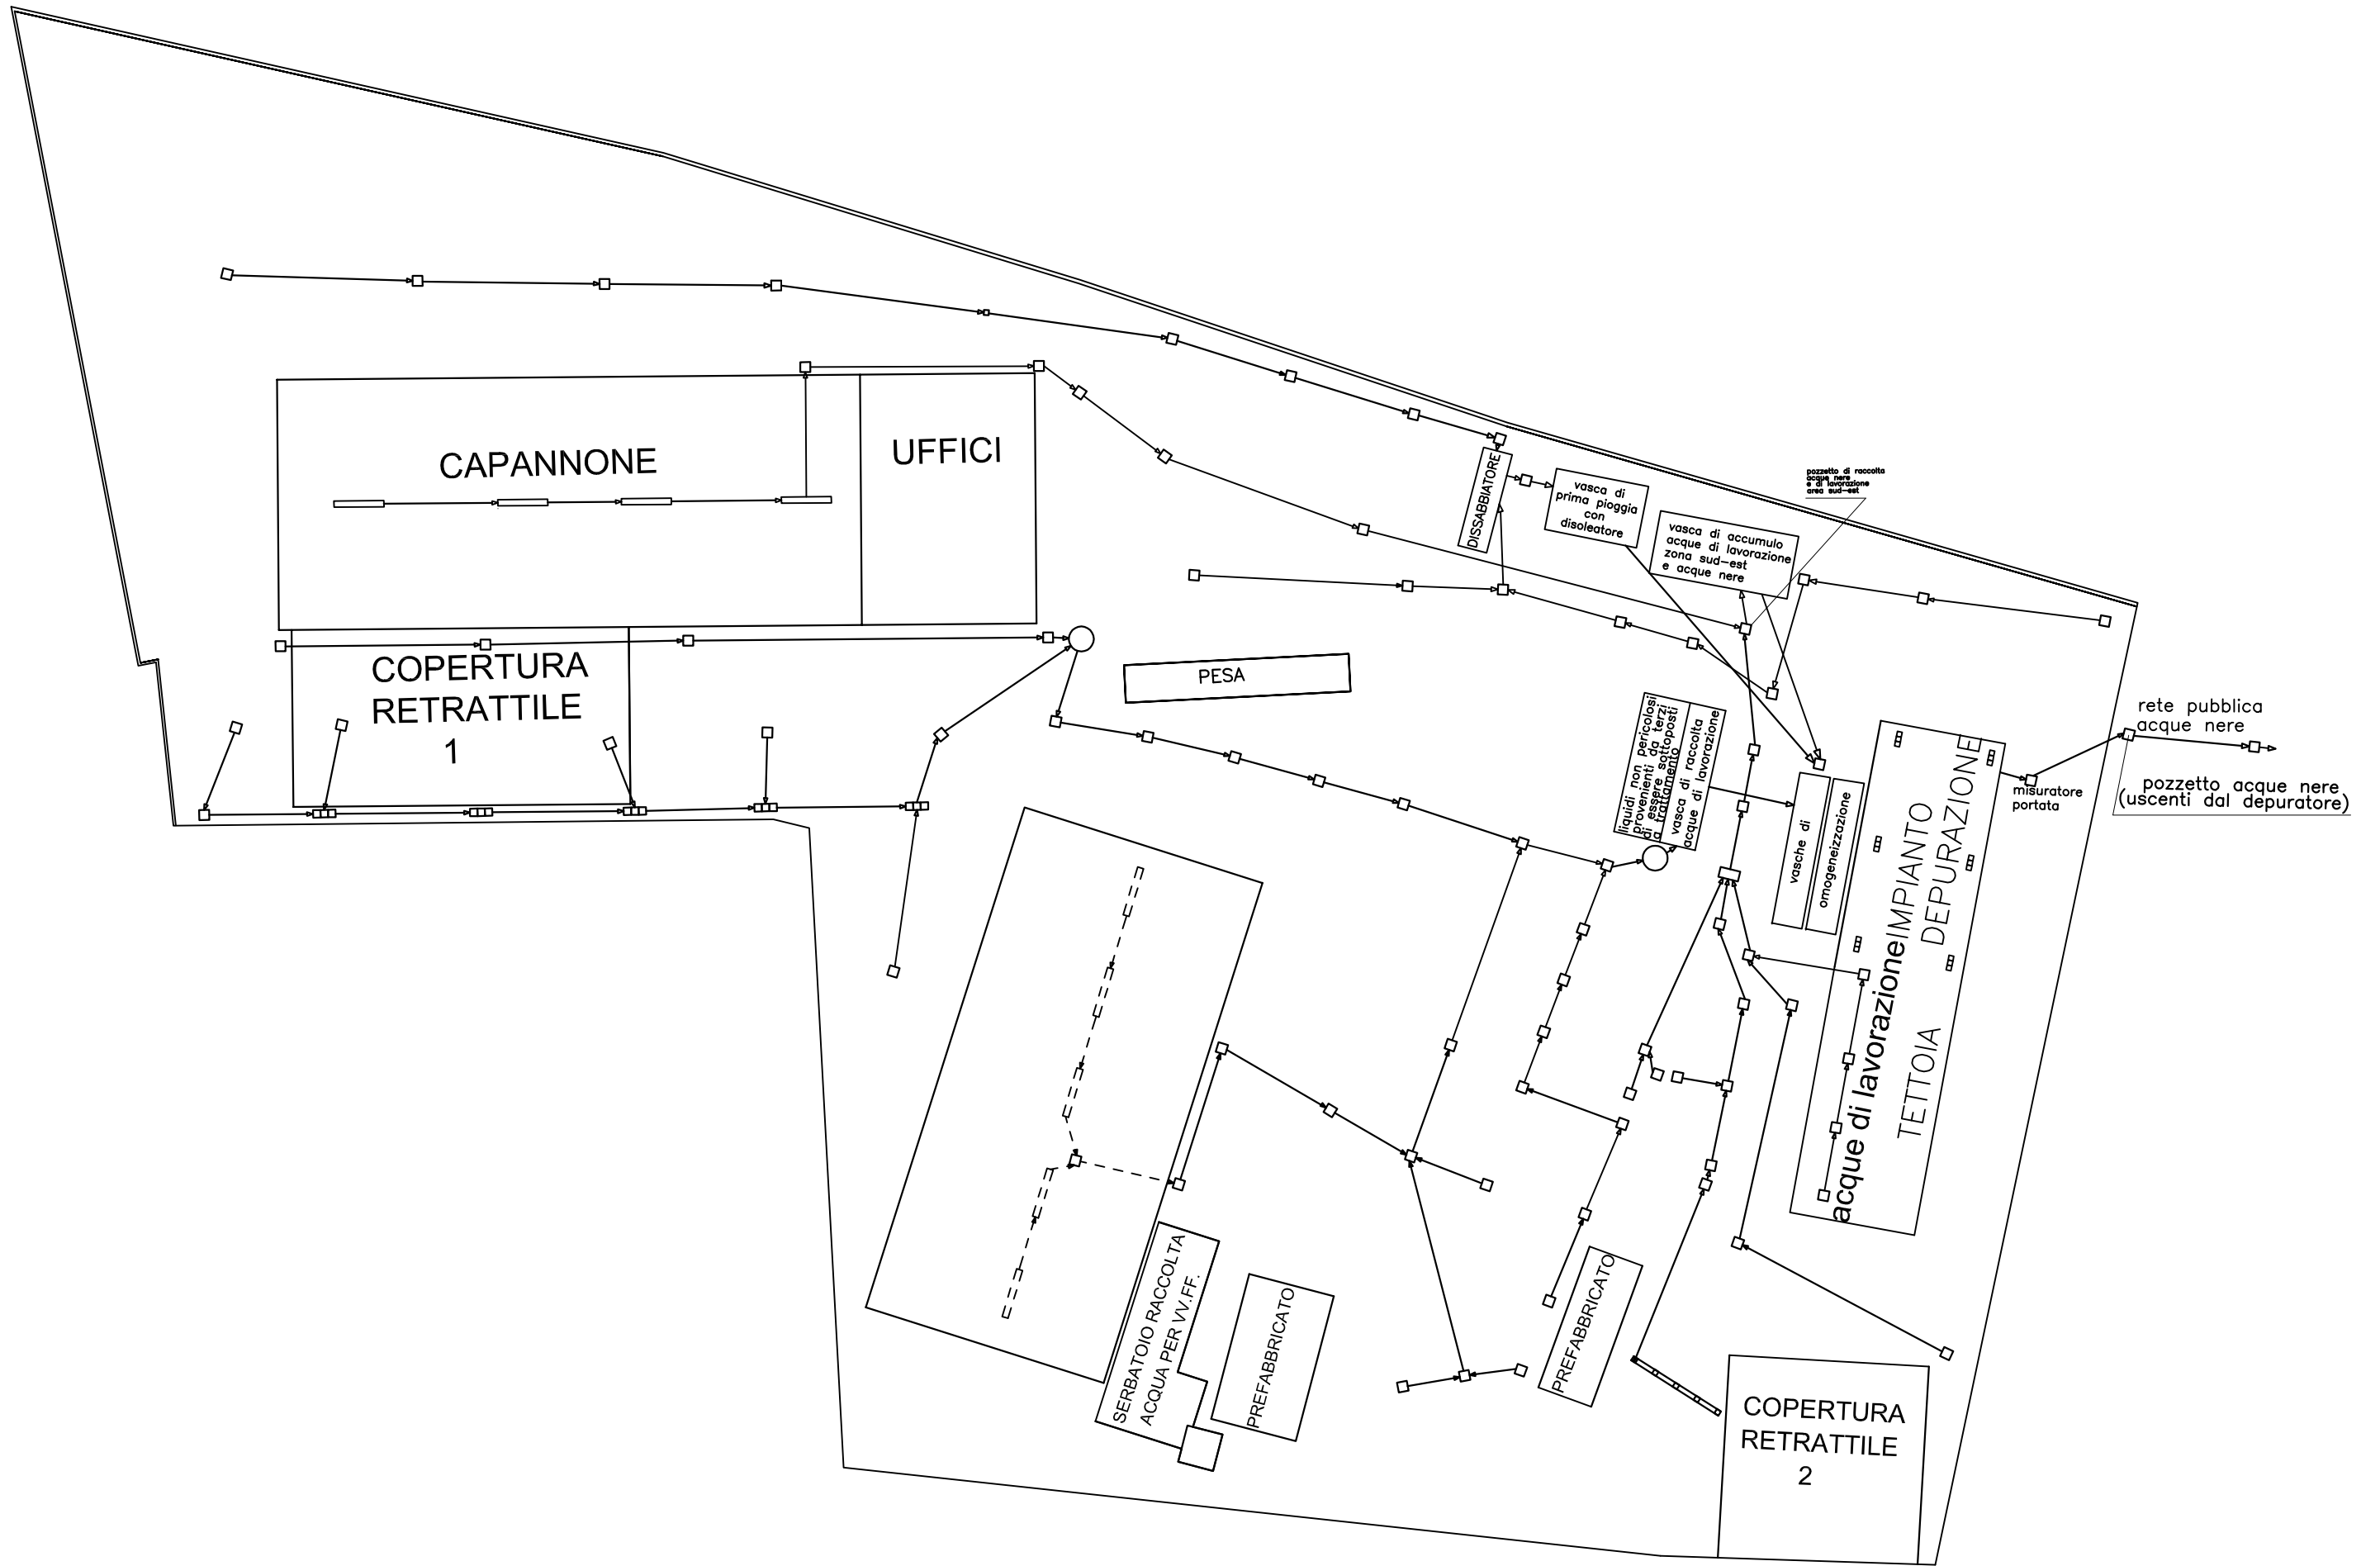 CAPANNONE
UFFICI
COPERTURA
RETRATTILE
1
PESA
DISSABBIATORE
vasca di
prima pioggia
con
disoleatore
vasca di accumulo
acque di lavorazione
zona sud-est
e acque nere
pozzetto di raccolta
acque nere
e di lavorazione
area sud-est
liquidi non pericolosi
provenienti da terzi
di essere sottoposti
a trattamento
vasca di raccolta
acque di lavorazione
vasche di
omogeneizzazione
IMPIANTO
DEPURAZIONE
acque di lavorazione
TETTOIA
misuratore
portata
rete pubblica
acque nere
pozzetto acque nere
(uscenti dal depuratore)
SERBATOIO RACCOLTA
ACQUA PER VV.FF.
PREFABBRICATO
PREFABBRICATO
COPERTURA
RETRATTILE
2